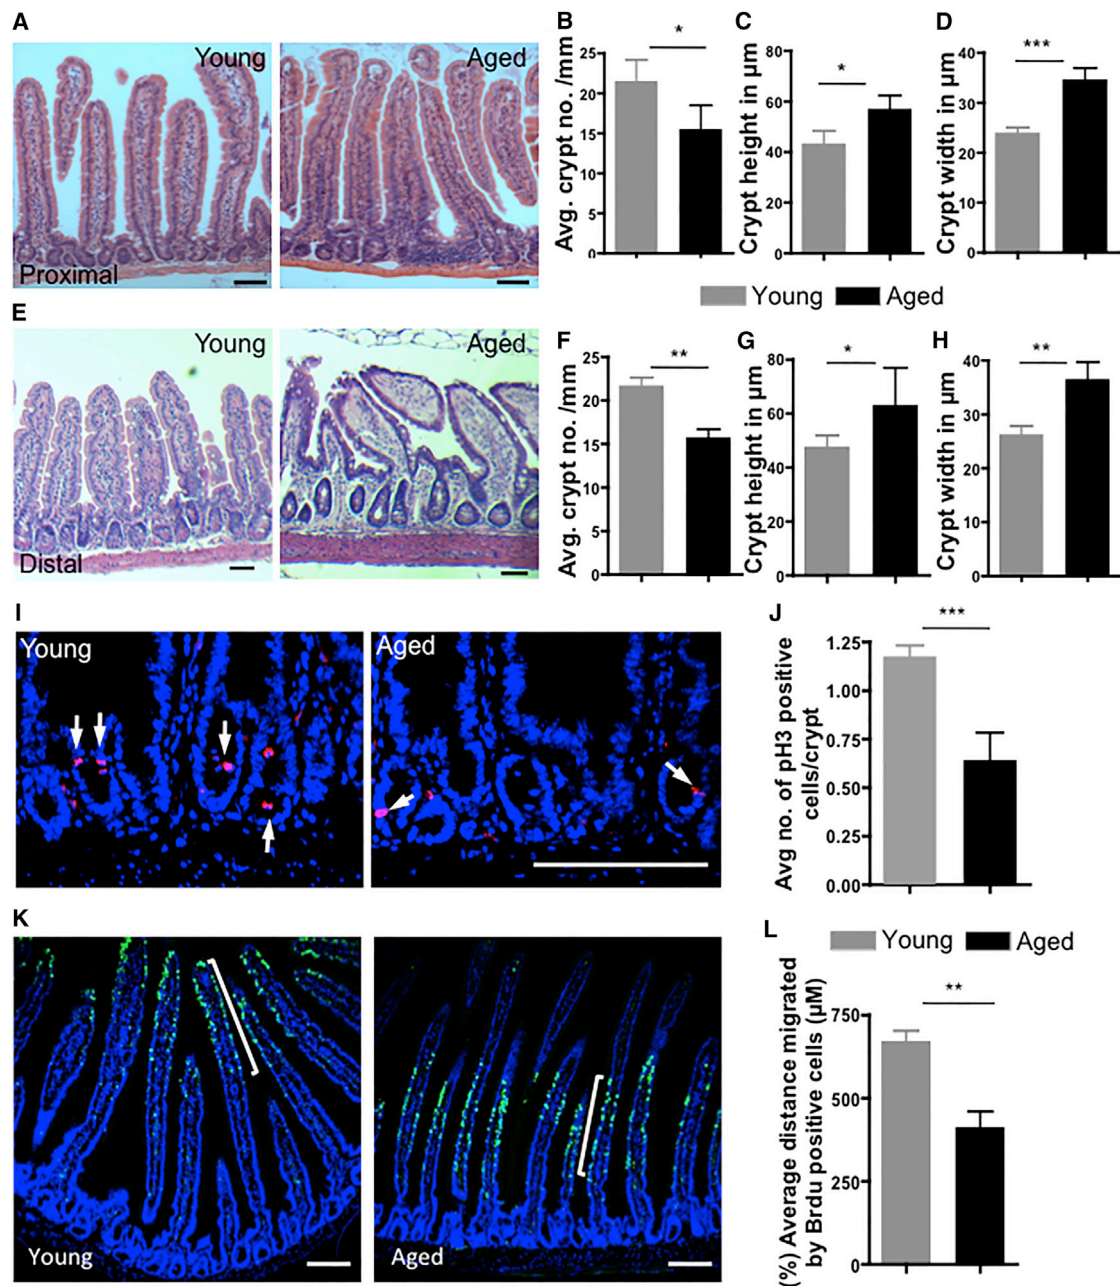 A
Young
Proximal
Aged
B
*
Avg. crypt no. /mm
25
20
15
10
5
0
C
*
Crypt height in µm
80
60
40
20
0
D
***
Crypt width in µm
40
30
20
10
0
Young
Aged
E
Young
Distal
Aged
F
**
Avg. crypt no. /mm
25
20
15
10
5
0
G
*
Crypt height in µm
80
60
40
20
0
H
**
Crypt width in µm
40
30
20
10
0
I
Young
Aged
J
***
Avg no. of pH3 positive
cells/crypt
1.25
1.00
0.75
0.50
0.25
0.00
K
Young
Aged
L
Young
Aged
**
(%) Average distance migrated
by Brdu positive cells (µM)
750
500
250
0